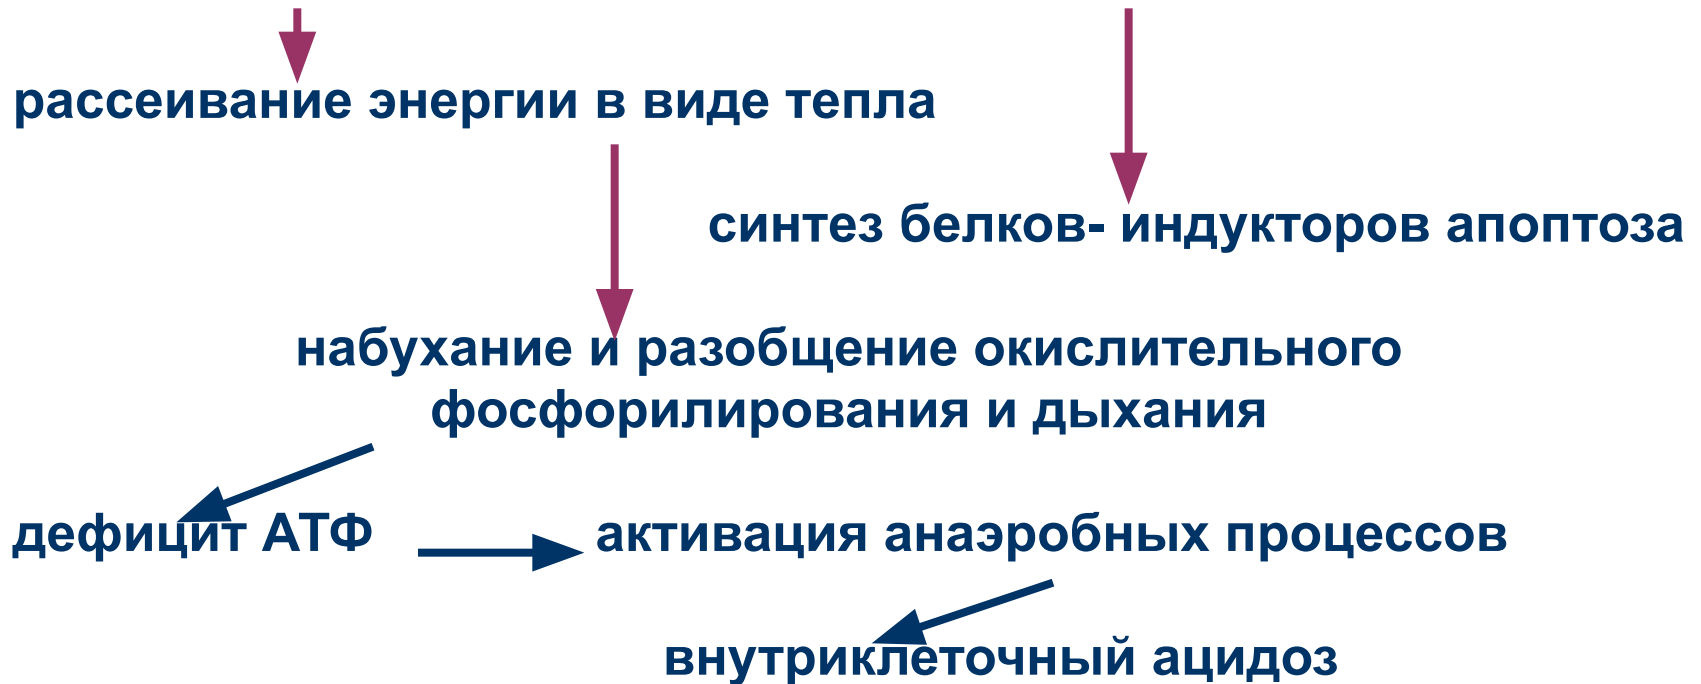 рассеивание энергии в виде тепла
синтез белков- индукторов апоптоза
набухание и разобщение окислительного
фосфорилирования и дыхания
дефицит АТФ
активация анаэробных процессов
внутриклеточный ацидоз